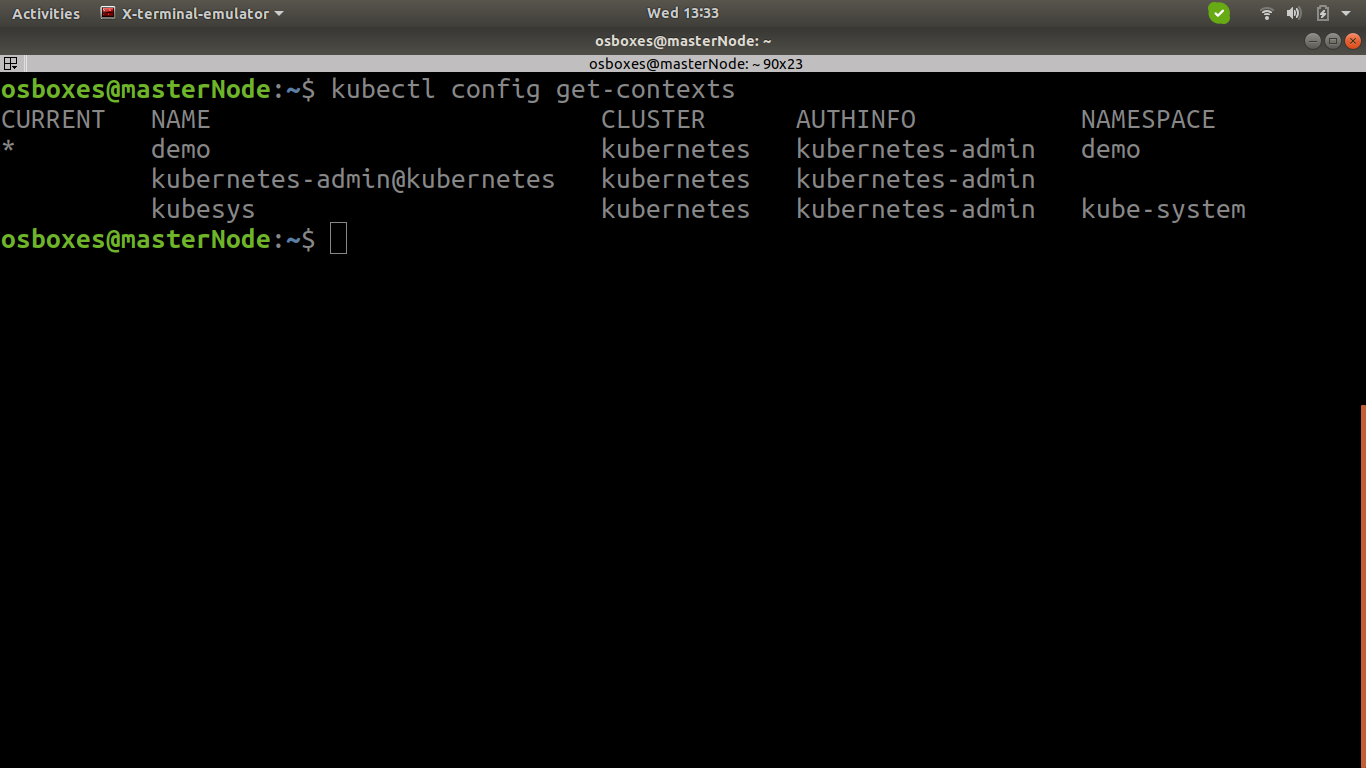 Activities X-terminal-emulator Wed 13:33
osboxes@masterNode: ~
osboxes@masterNode: ~ 90x23
osboxes@masterNode:~$ kubectl config get-contexts
CURRENT NAME CLUSTER AUTHINFO NAMESPACE
* demo kubernetes kubernetes-admin demo
kubernetes-admin@kubernetes kubernetes kubernetes-admin
kubesys kubernetes kubernetes-admin kube-system
osboxes@masterNode:~$